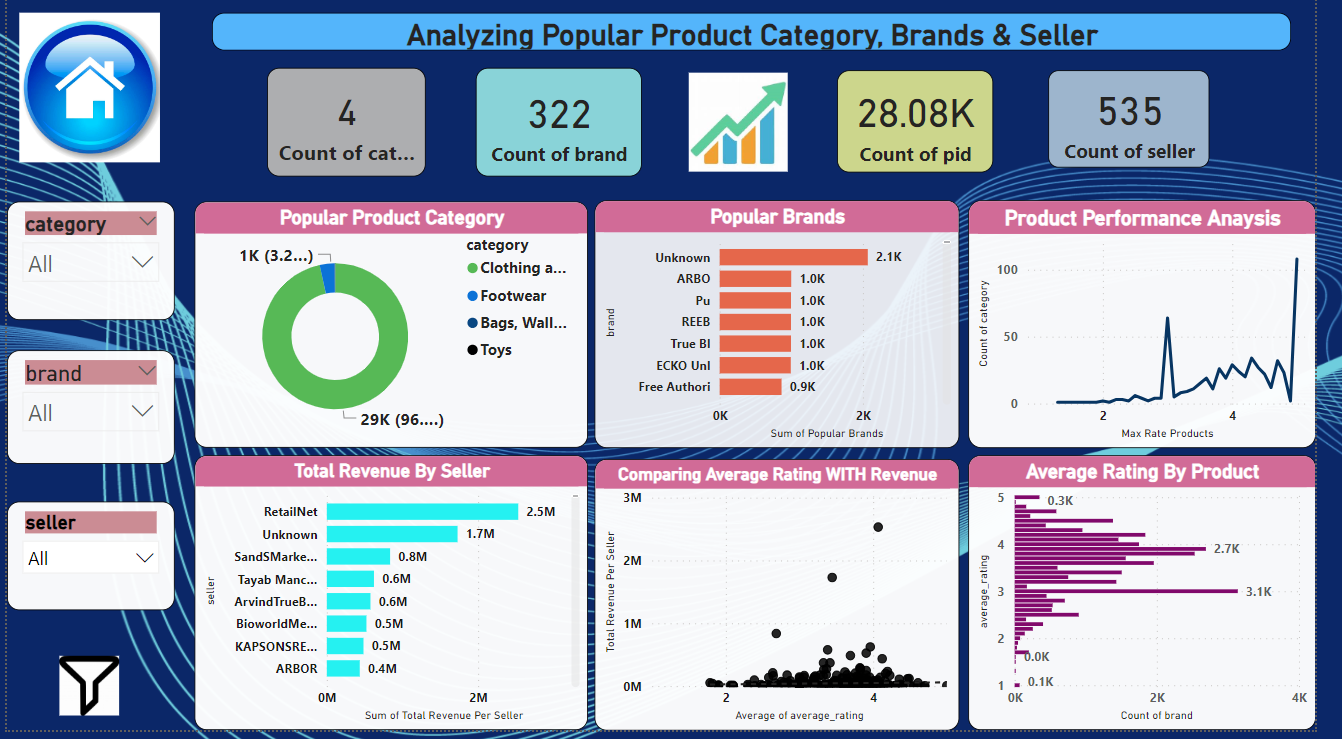 Analyzing Popular Product Category, Brands & Seller
4
Count of cat...
322
Count of brand
28.08K
Count of pid
535
Count of seller
category
All
brand
All
seller
All
Popular Product Category
1K (3.2...)
29K (96....)
category
Clothing a...
Footwear
Bags, Wall...
Toys
Popular Brands
brand
Unknown 2.1K
ARBO 1.0K
Pu 1.0K
REEB 1.0K
True Bl 1.0K
ECKO Unl 1.0K
Free Authori 0.9K
0K 2K
Sum of Popular Brands
Product Performance Anaysis
Count of category
100
50
0
2 4
Max Rate Products
Total Revenue By Seller
seller
RetailNet 2.5M
Unknown 1.7M
SandSMarke... 0.8M
Tayab Manc... 0.6M
ArvindTrueB... 0.6M
BioworldMe... 0.5M
KAPSONSRE... 0.5M
ARBOR 0.4M
0M 2M
Sum of Total Revenue Per Seller
Comparing Average Rating WITH Revenue
Total Revenue Per Seller
3M
2M
1M
0M
2 4
Average of average_rating
Average Rating By Product
average_rating
5 0.3K
4 2.7K
3 3.1K
2
0.0K
1 0.1K
0K 2K 4K
Count of brand